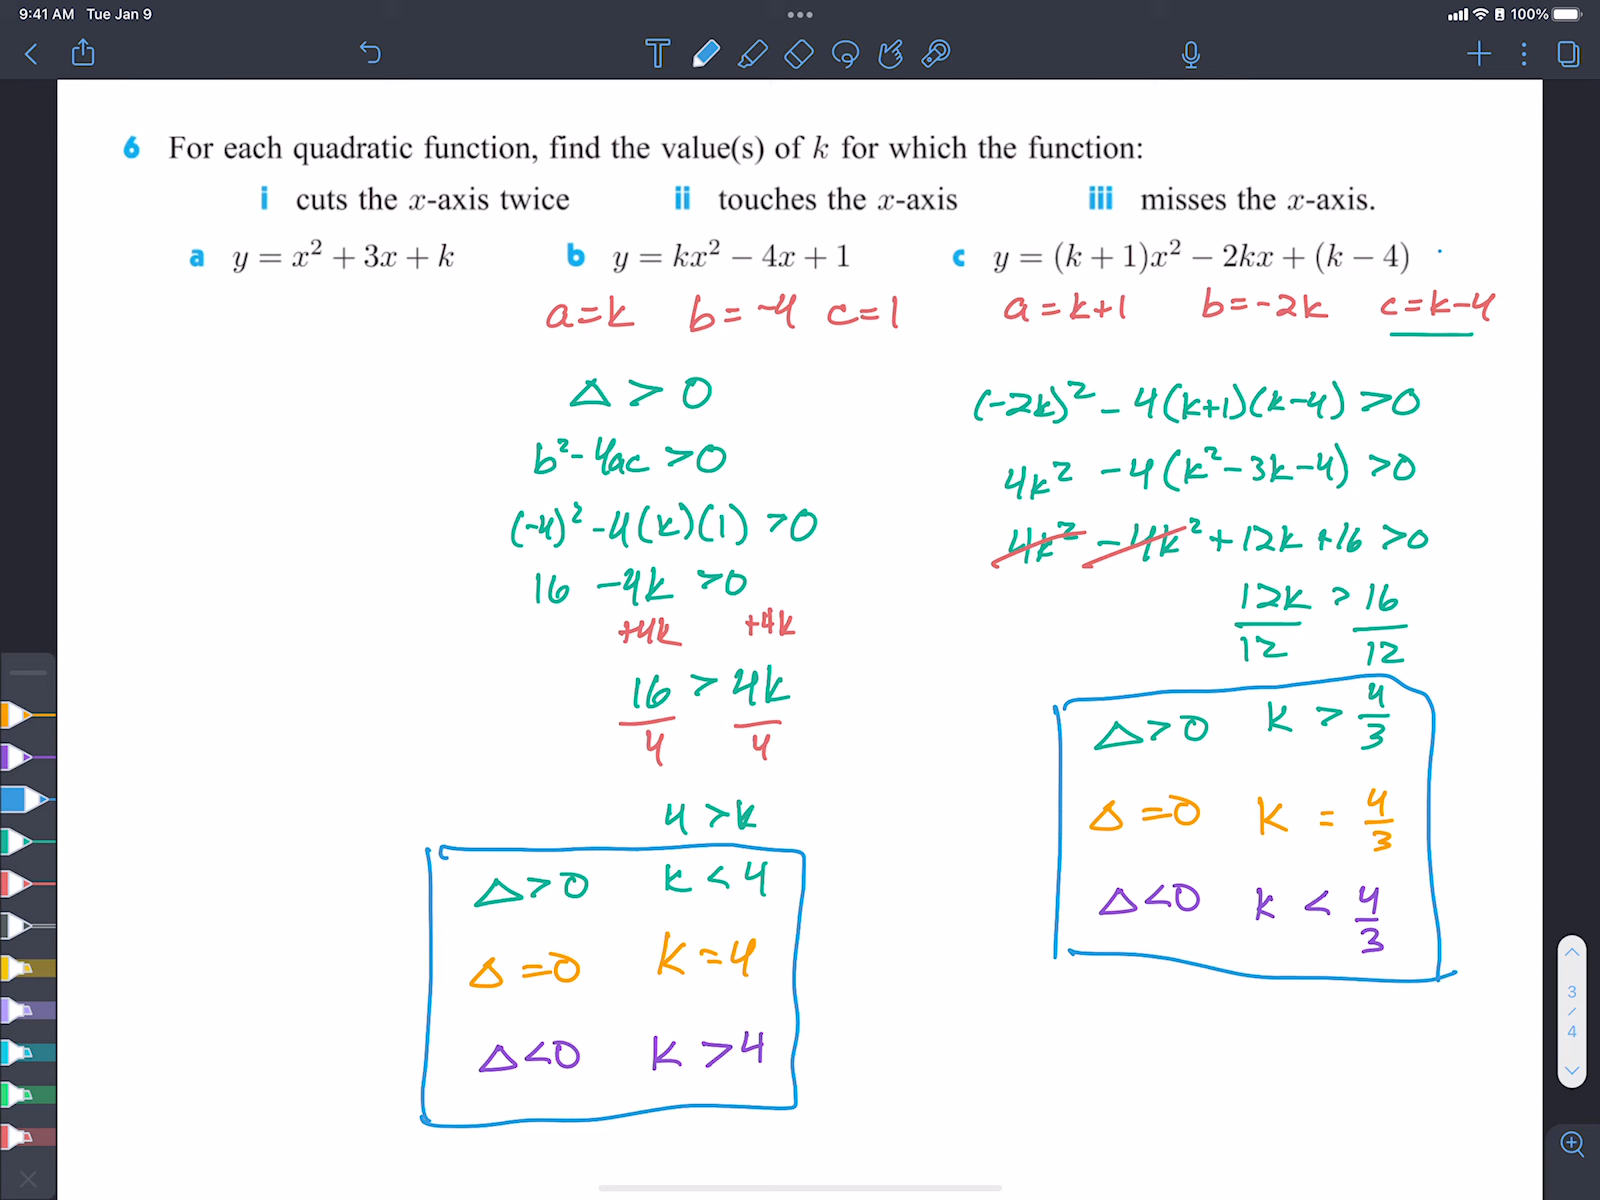 9:41 AM Tue Jan 9
100%
6 For each quadratic function, find the value(s) of k for which the function:
i cuts the x-axis twice ii touches the x-axis iii misses the x-axis.
a y = x² + 3x + k b y = kx² − 4x + 1 c y = (k + 1)x² − 2kx + (k − 4)
a=k b=-4 c=1
Δ > 0
b²-4ac >0
(-4)²-4(k)(1) >0
16 -4k >0
+4k +4k
16 > 4k
4 4
4 >k
Δ>0 k<4
Δ=0 k=4
Δ<0 k>4
a=k+1 b=-2k c=k-4
(-2k)² - 4(k+1)(k-4) >0
4k² -4(k²-3k-4) >0
4k² -4k² +12k +16 >0
12k > 16
12 12
Δ>0 k > 4/3
Δ=0 k = 4/3
Δ<0 k < 4/3
3
/
4